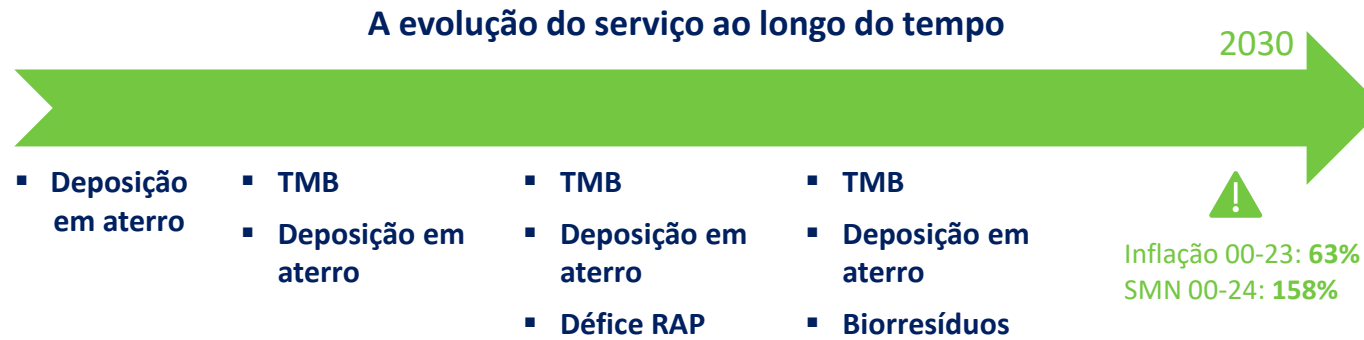 A evolução do serviço ao longo do tempo
2030
▪ Deposição
em aterro
▪ TMB
▪ Deposição em
aterro
▪ TMB
▪ Deposição em
aterro
▪ Défice RAP
▪ TMB
▪ Deposição em
aterro
▪ Biorresíduos
Inflação 00-23: 63%
SMN 00-24: 158%